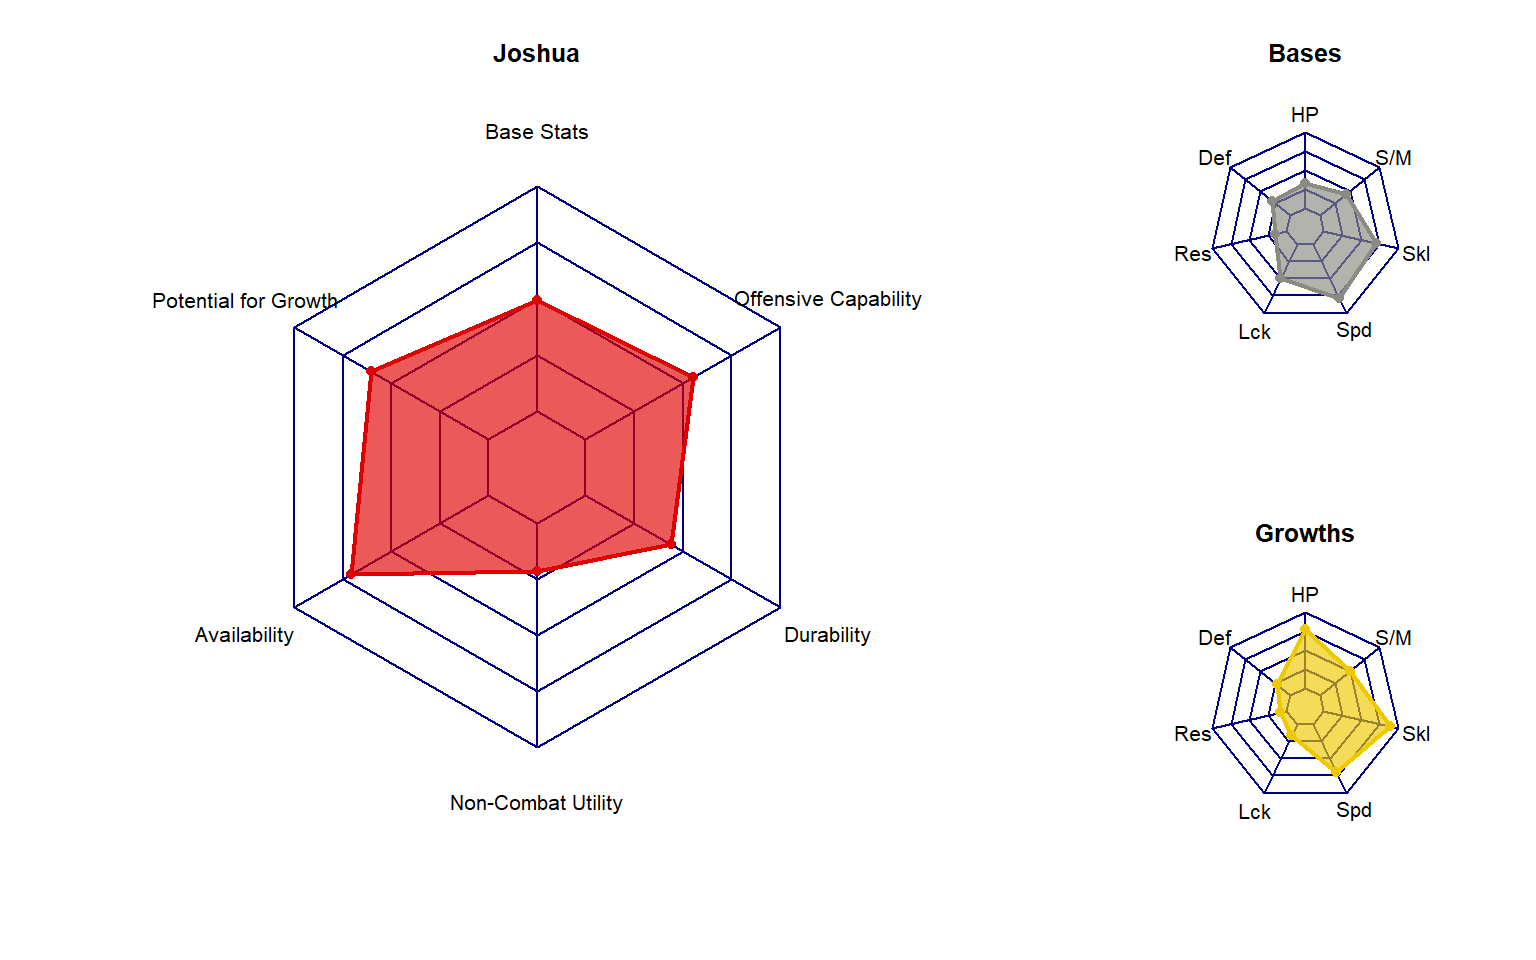 Joshua
Base Stats
Potential for Growth
Offensive Capability
Availability
Durability
Non-Combat Utility
Bases
HP
Def
S/M
Res
Skl
Lck
Spd
Growths
HP
Def
S/M
Res
Skl
Lck
Spd